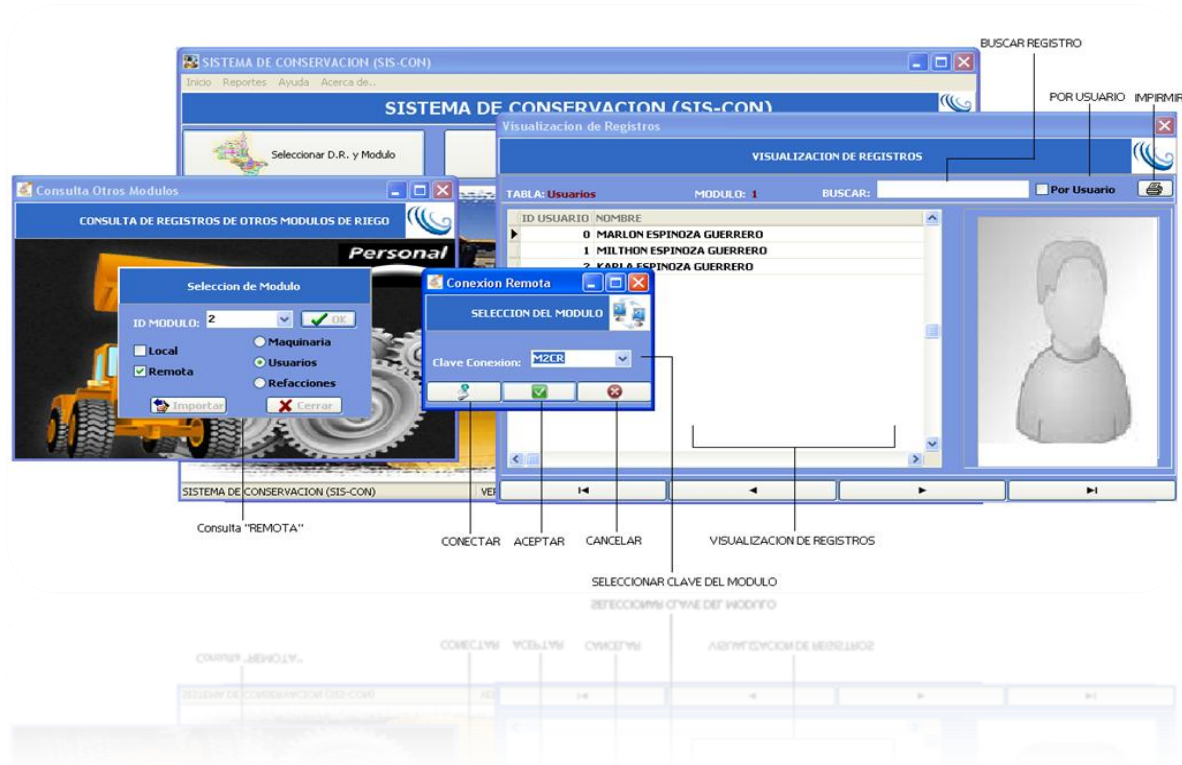 BUSCAR REGISTRO
POR USUARIO
IMPIRMIR
SISTEMA DE CONSERVACION (SIS-CON)
Inicio Reportes Ayuda Acerca de..
SISTEMA DE CONSERVACION (SIS-CON)
Seleccionar D.R. y Modulo
Visualizacion de Registros
VISUALIZACION DE REGISTROS
TABLA: Usuarios MODULO: 1 BUSCAR: Por Usuario
ID USUARIO NOMBRE
0 MARLON ESPINOZA GUERRERO
1 MILTHON ESPINOZA GUERRERO
2 KARLA ESPINOZA GUERRERO
Consulta Otros Modulos
CONSULTA DE REGISTROS DE OTROS MODULOS DE RIEGO
Personal
Seleccion de Modulo
ID MODULO: 2 OK
Local
Remota
Maquinaria
Usuarios
Refacciones
Importar Cerrar
Conexion Remota
SELECCION DEL MODULO
Clave Conexion: M2CR
SISTEMA DE CONSERVACION (SIS-CON) VER
Consulta "REMOTA"
CONECTAR
ACEPTAR
CANCELAR
VISUALIZACION DE REGISTROS
SELECCIONAR CLAVE DEL MODULO